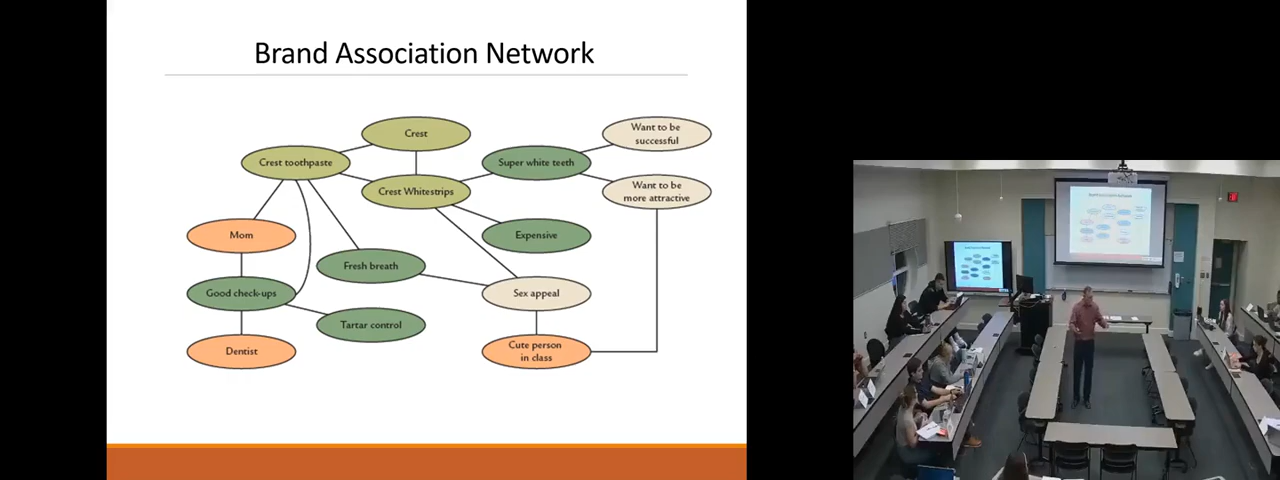 Brand Association Network
Crest
Want to be
successful
Crest toothpaste
Super white teeth
Crest Whitestrips
Want to be
more attractive
Mom
Expensive
Fresh breath
Good check-ups
Sex appeal
Tartar control
Dentist
Cute person
in class